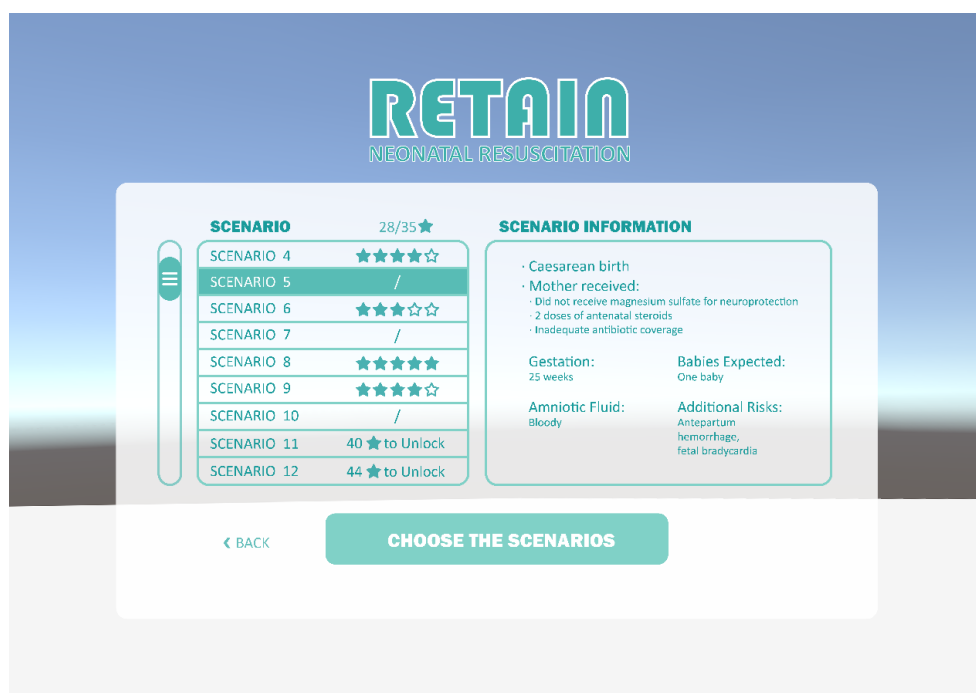 RETAIN
NEONATAL RESUSCITATION
SCENARIO 28/35★
SCENARIO 4 ★★★★☆
SCENARIO 5 /
SCENARIO 6 ★★★☆☆
SCENARIO 7 /
SCENARIO 8 ★★★★★
SCENARIO 9 ★★★★☆
SCENARIO 10 /
SCENARIO 11 40 ★ to Unlock
SCENARIO 12 44 ★ to Unlock
SCENARIO INFORMATION
· Caesarean birth
· Mother received:
· Did not receive magnesium sulfate for neuroprotection
· 2 doses of antenatal steroids
· Inadequate antibiotic coverage
Gestation:
25 weeks
Babies Expected:
One baby
Amniotic Fluid:
Bloody
Additional Risks:
Antepartum
hemorrhage,
fetal bradycardia
❮ BACK
CHOOSE THE SCENARIOS